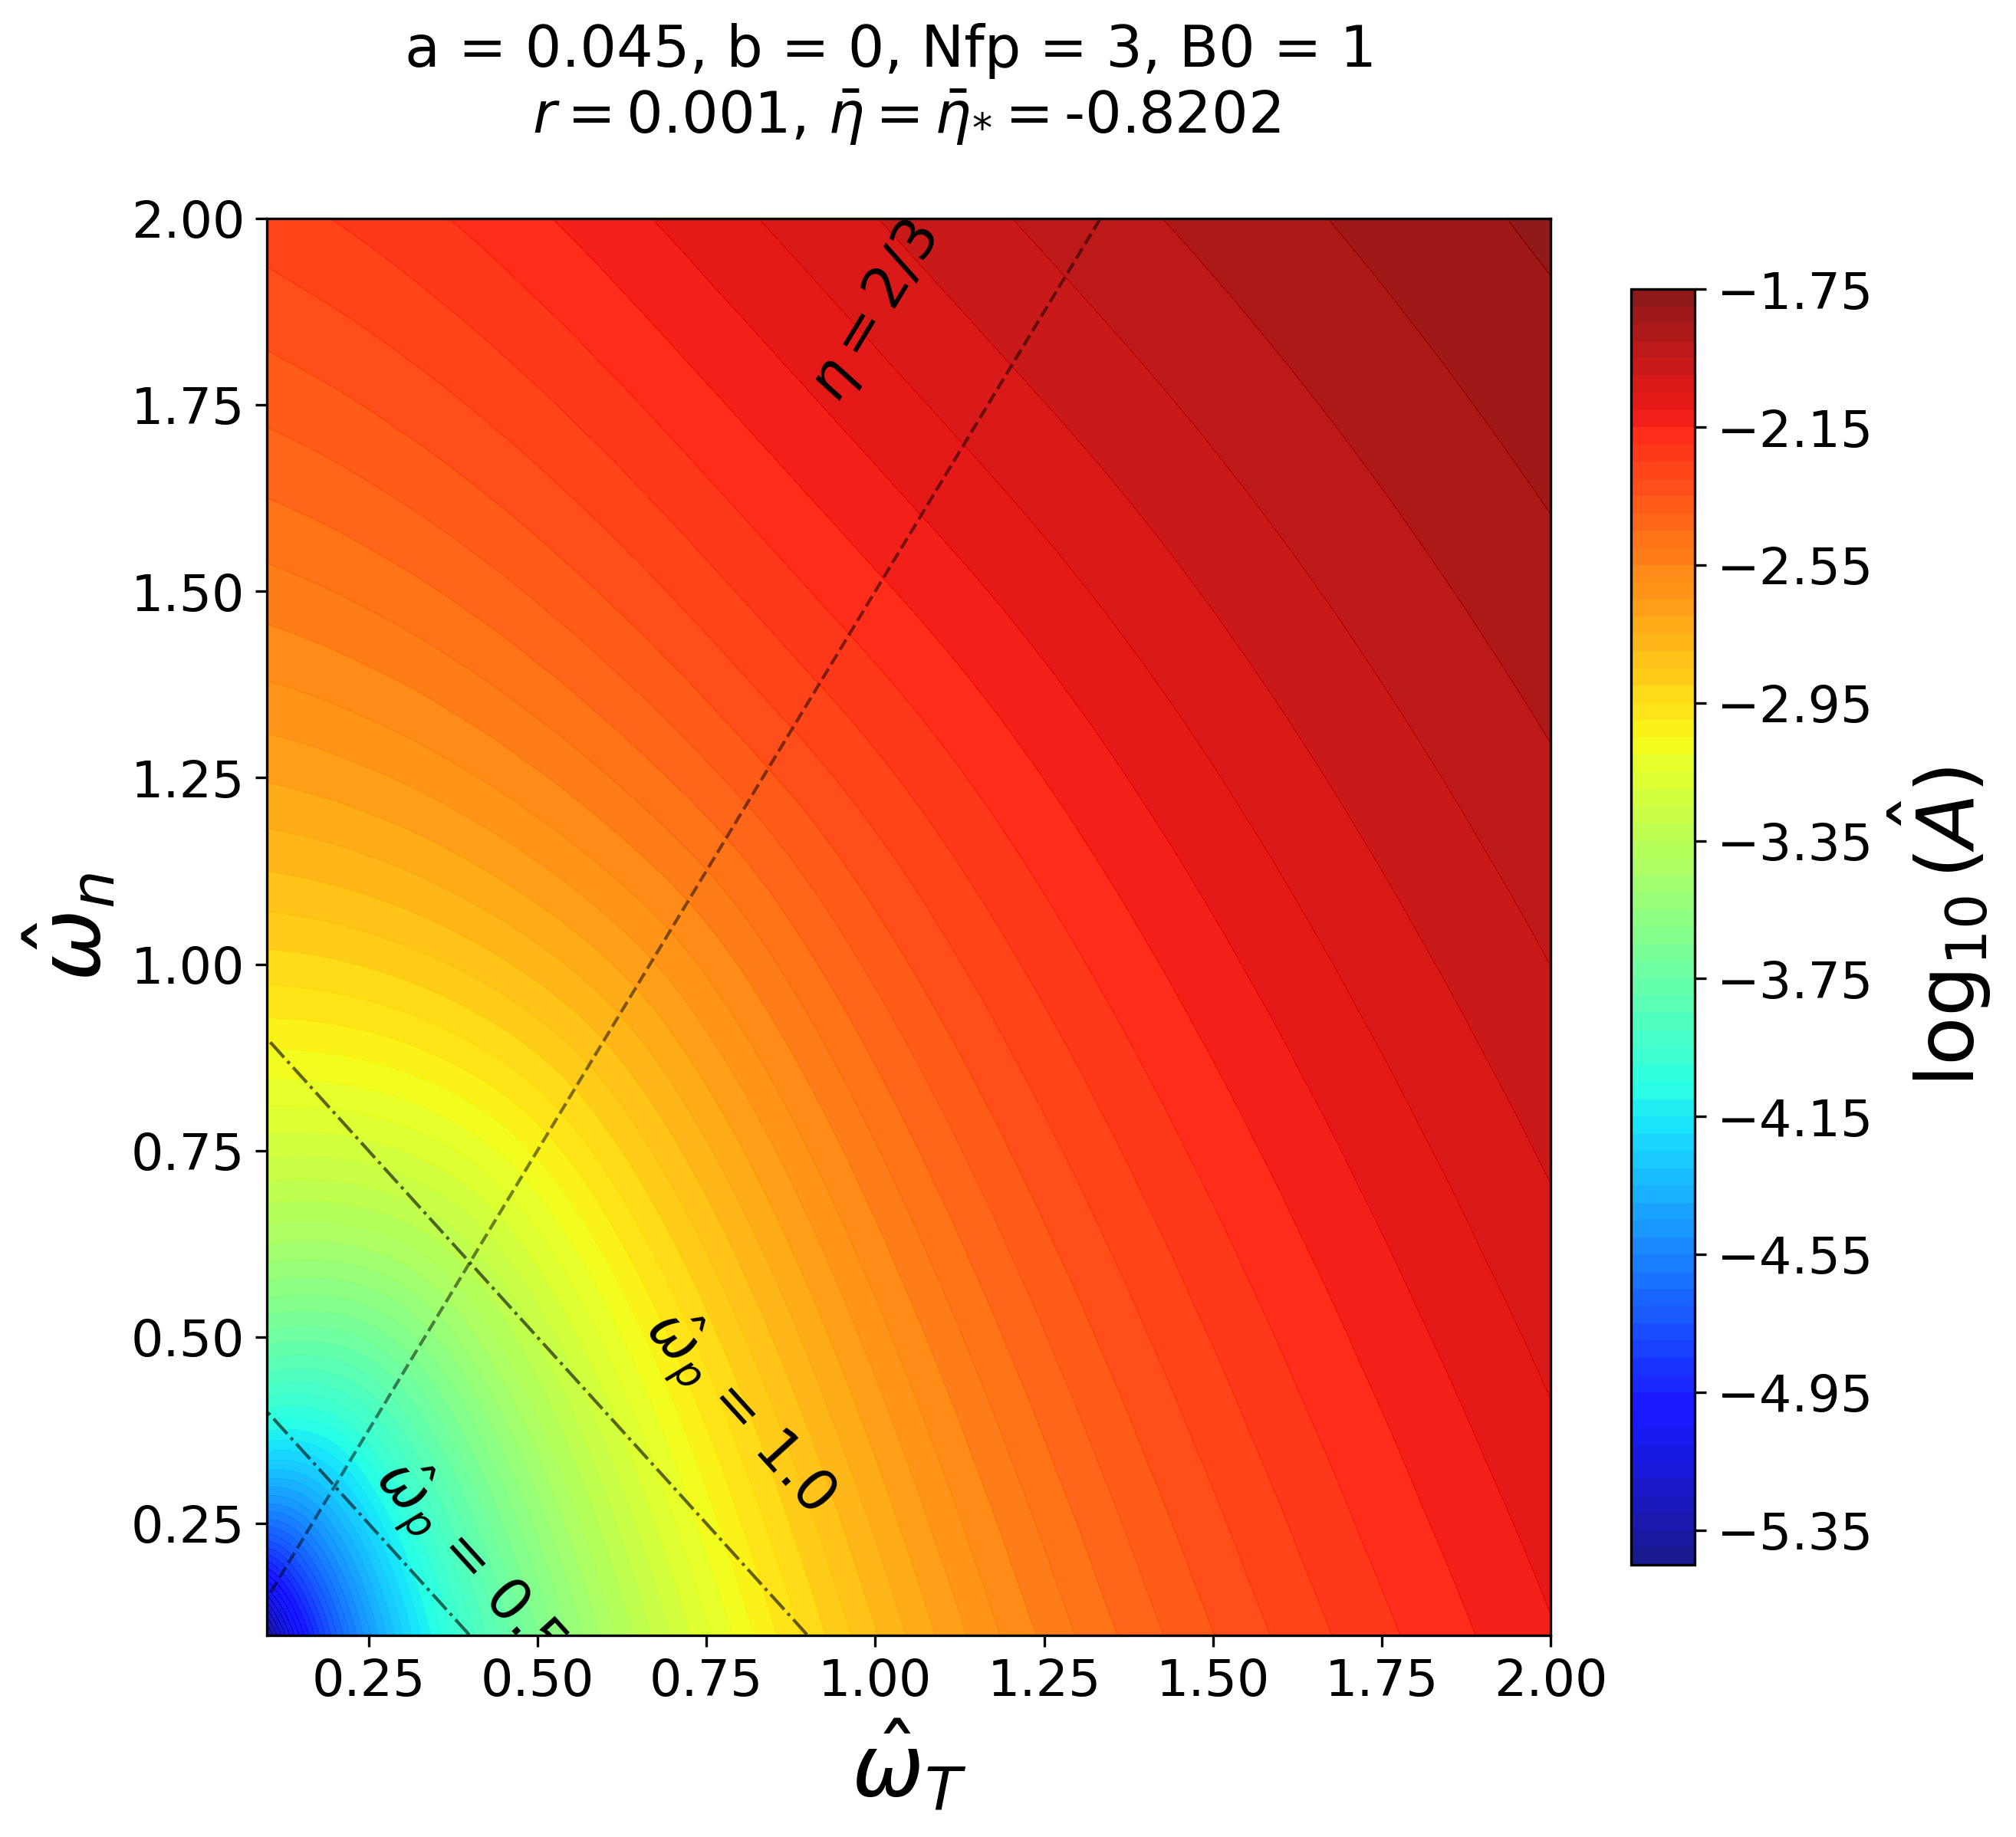 a = 0.045, b = 0, Nfp = 3, B0 = 1
r = 0.001, η̄ = η̄* = -0.8202
2.00
1.75
1.50
1.25
1.00
0.75
0.50
0.25
ω̂n
η=2/3
ω̂p = 1.0
ω̂p = 0.5
0.25 0.50 0.75 1.00 1.25 1.50 1.75 2.00
ω̂T
−1.75
−2.15
−2.55
−2.95
−3.35
−3.75
−4.15
−4.55
−4.95
−5.35
log10 (Â)